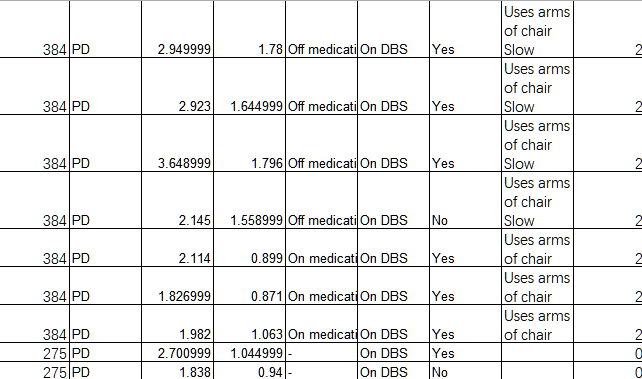 Uses arms
of chair
384 PD 2.949999 1.78 Off medicati On DBS Yes Slow 2
Uses arms
of chair
384 PD 2.923 1.644999 Off medicati On DBS Yes Slow 2
Uses arms
of chair
384 PD 3.648999 1.796 Off medicati On DBS Yes Slow 2
Uses arms
of chair
384 PD 2.145 1.558999 Off medicati On DBS No Slow 2
Uses arms
384 PD 2.114 0.899 On medicati On DBS Yes of chair 2
Uses arms
384 PD 1.826999 0.871 On medicati On DBS Yes of chair 2
Uses arms
384 PD 1.982 1.063 On medicati On DBS Yes of chair 2
275 PD 2.700999 1.044999 - On DBS Yes 0
275 PD 1.838 0.94 - On DBS No 0